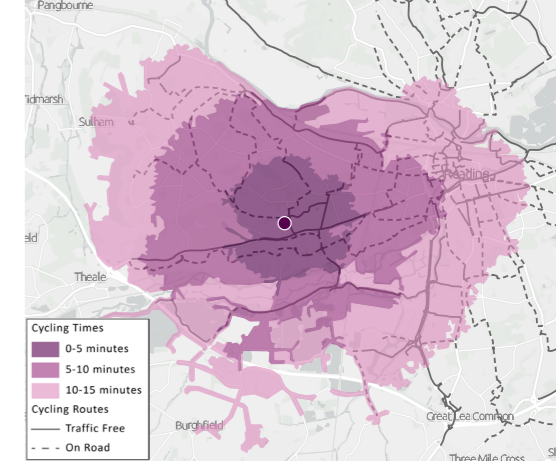 Pangbourne
Tidmarsh
Sulham
Reading
Theale
Cycling Times
0-5 minutes
5-10 minutes
10-15 minutes
Cycling Routes
Traffic Free
On Road
Burghfield
Great Lea Common
Three Mile Cross